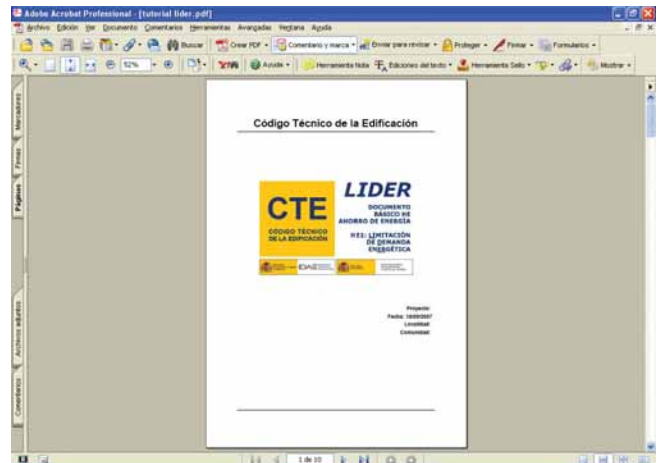 Adobe Acrobat Professional - [tutorial lider.pdf]
Archivo Edición Ver Documento Comentarios Herramientas Avanzadas Ventana Ayuda
Buscar Crear PDF Comentario y marca Enviar para revisar Proteger Firmar Formularios
52% Ayuda Herramienta Nota Ediciones del texto Herramienta Sello Mostrar
Marcadores
Firmas
Páginas
Archivos adjuntos
Comentarios
Código Técnico de la Edificación
CTE
CÓDIGO TÉCNICO
DE LA EDIFICACIÓN
LIDER
DOCUMENTO
BÁSICO HE
AHORRO DE ENERGÍA
HE1: LIMITACIÓN
DE DEMANDA
ENERGÉTICA
IDAE
Proyecto:
Fecha: 18/09/2007
Localidad:
Comunidad:
1 de 10